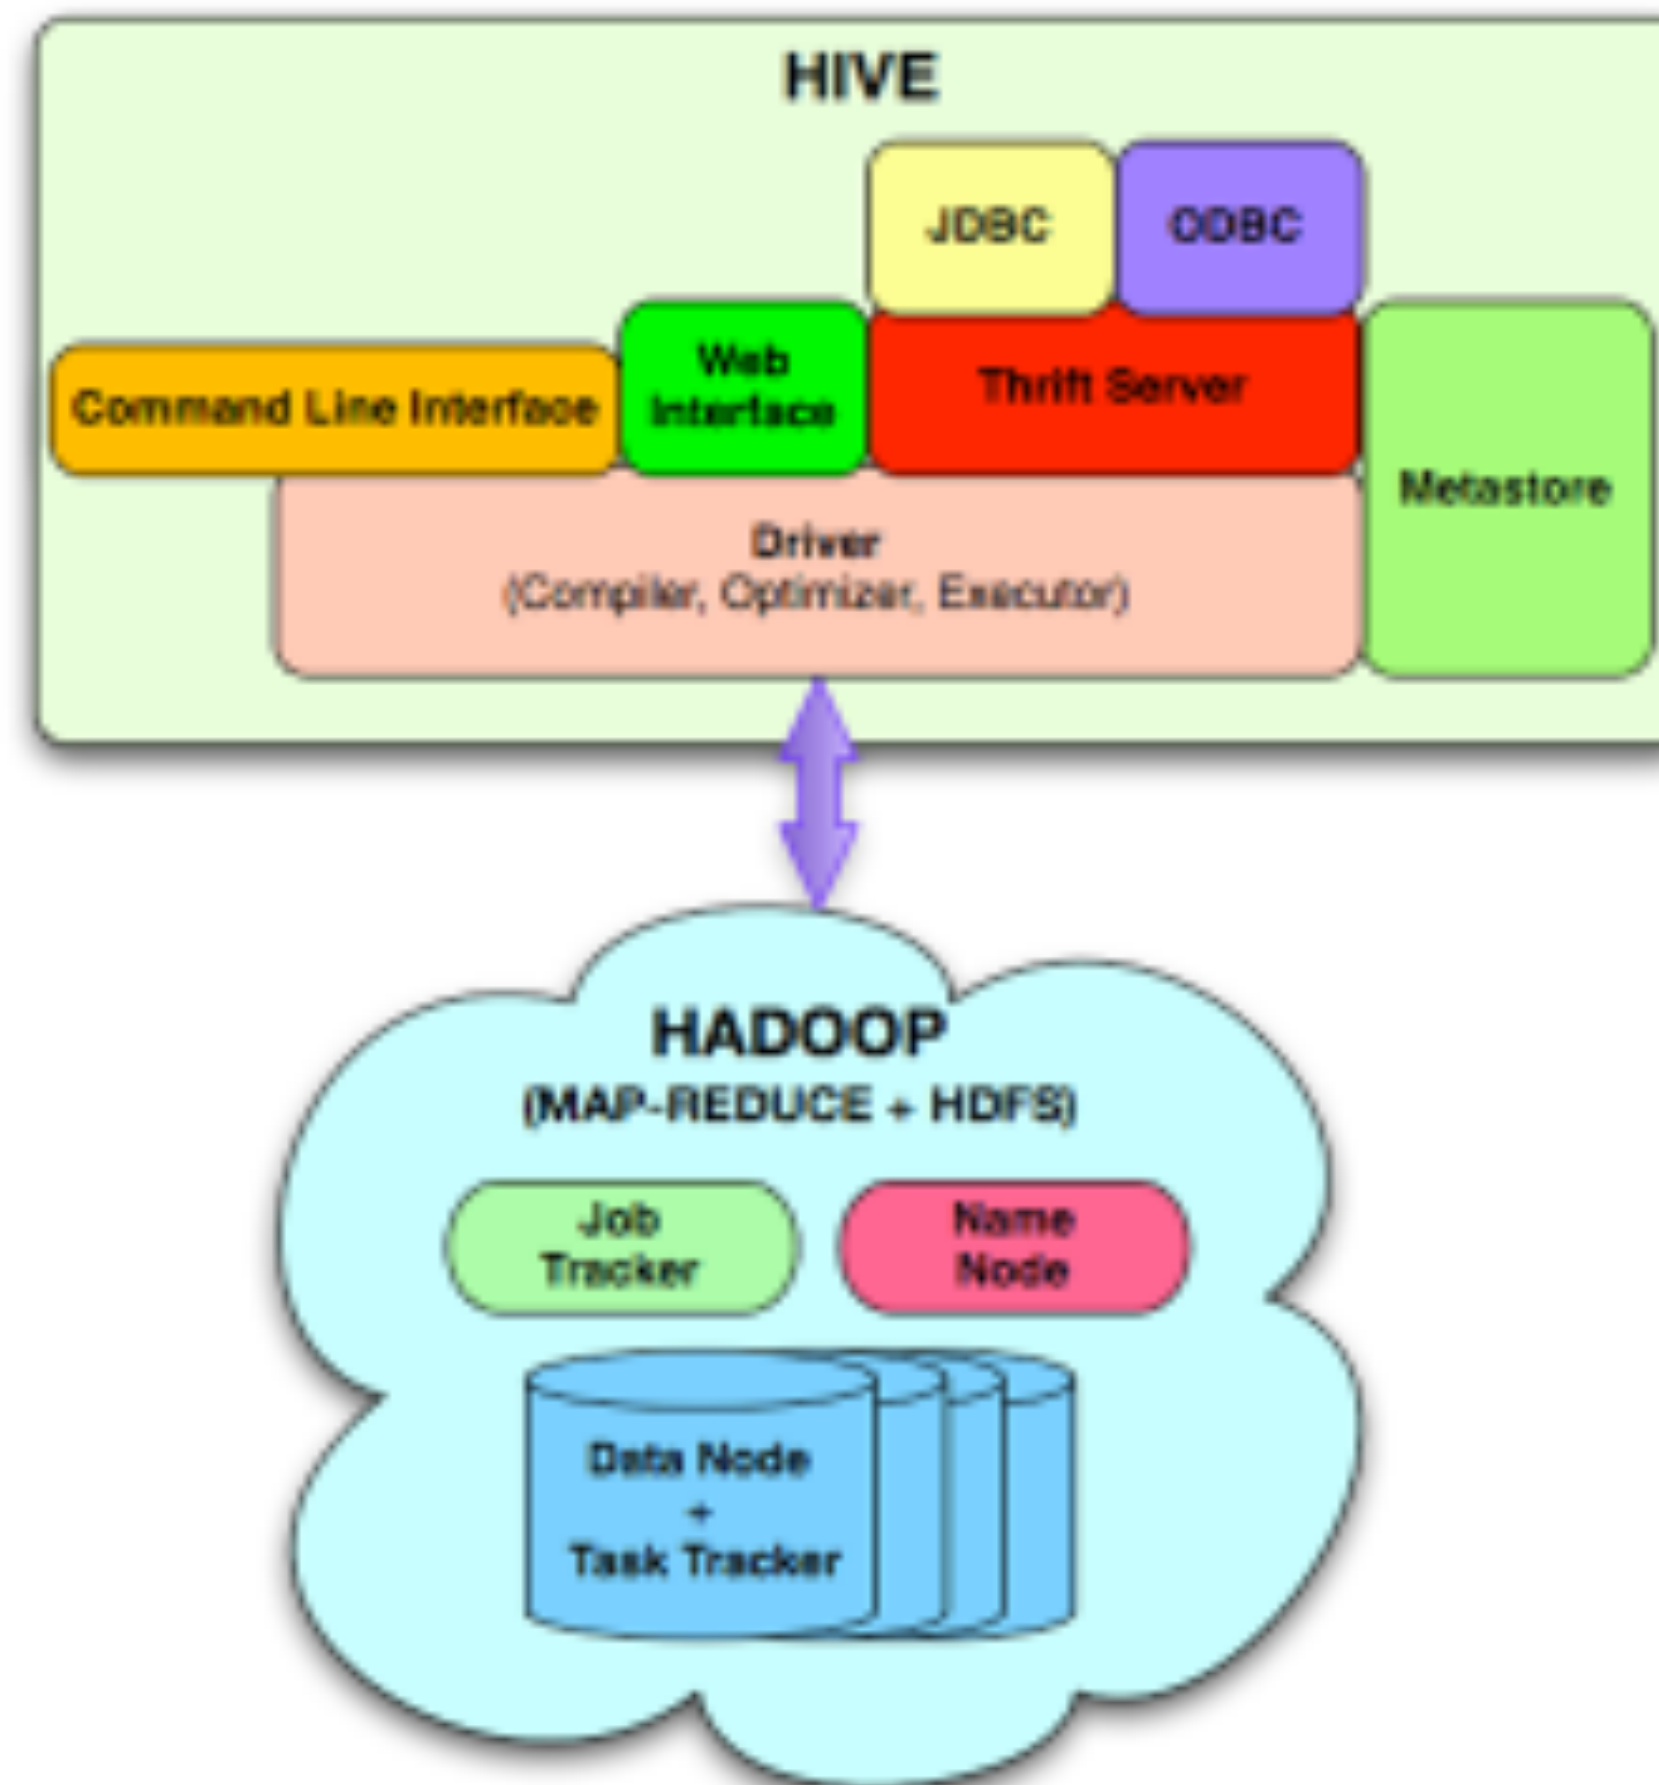 HIVE
JDBC
ODBC
Command Line Interface
Web
Interface
Thrift Server
Metastore
Driver
(Compiler, Optimizer, Executor)
HADOOP
(MAP-REDUCE + HDFS)
Job
Tracker
Name
Node
Data Node
+
Task Tracker